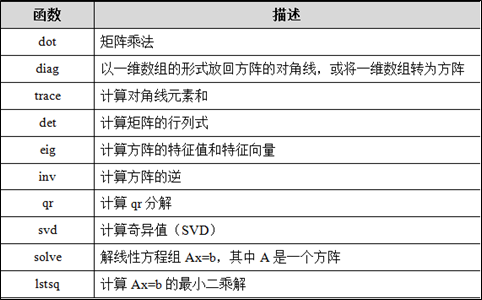 函数 描述
dot 矩阵乘法
diag 以一维数组的形式放回方阵的对角线，或将一维数组转为方阵
trace 计算对角线元素和
det 计算矩阵的行列式
eig 计算方阵的特征值和特征向量
inv 计算方阵的逆
qr 计算 qr 分解
svd 计算奇异值（SVD）
solve 解线性方程组 Ax=b，其中 A 是一个方阵
lstsq 计算 Ax=b 的最小二乘解